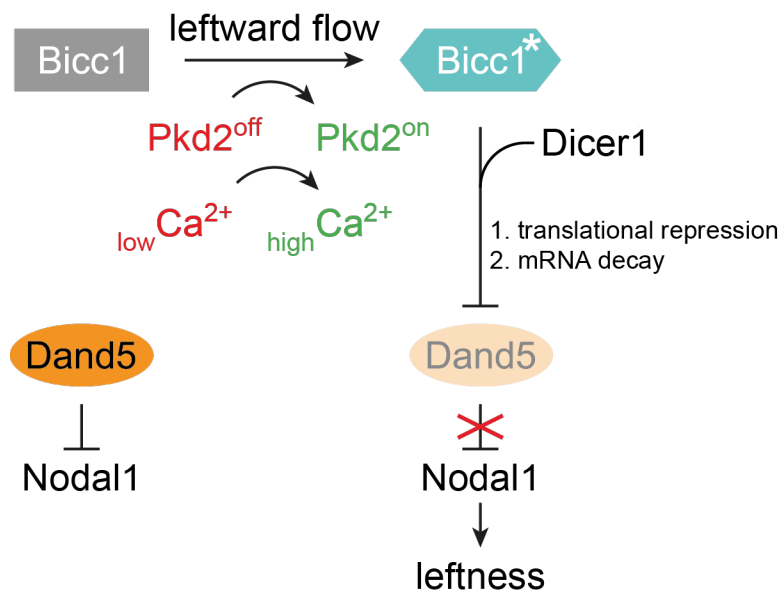 leftward flow
Bicc1
Bicc1*
Pkd2off
Pkd2on
Dicer1
lowCa2+
highCa2+
1. translational repression
2. mRNA decay
Dand5
Dand5
Nodal1
Nodal1
leftness